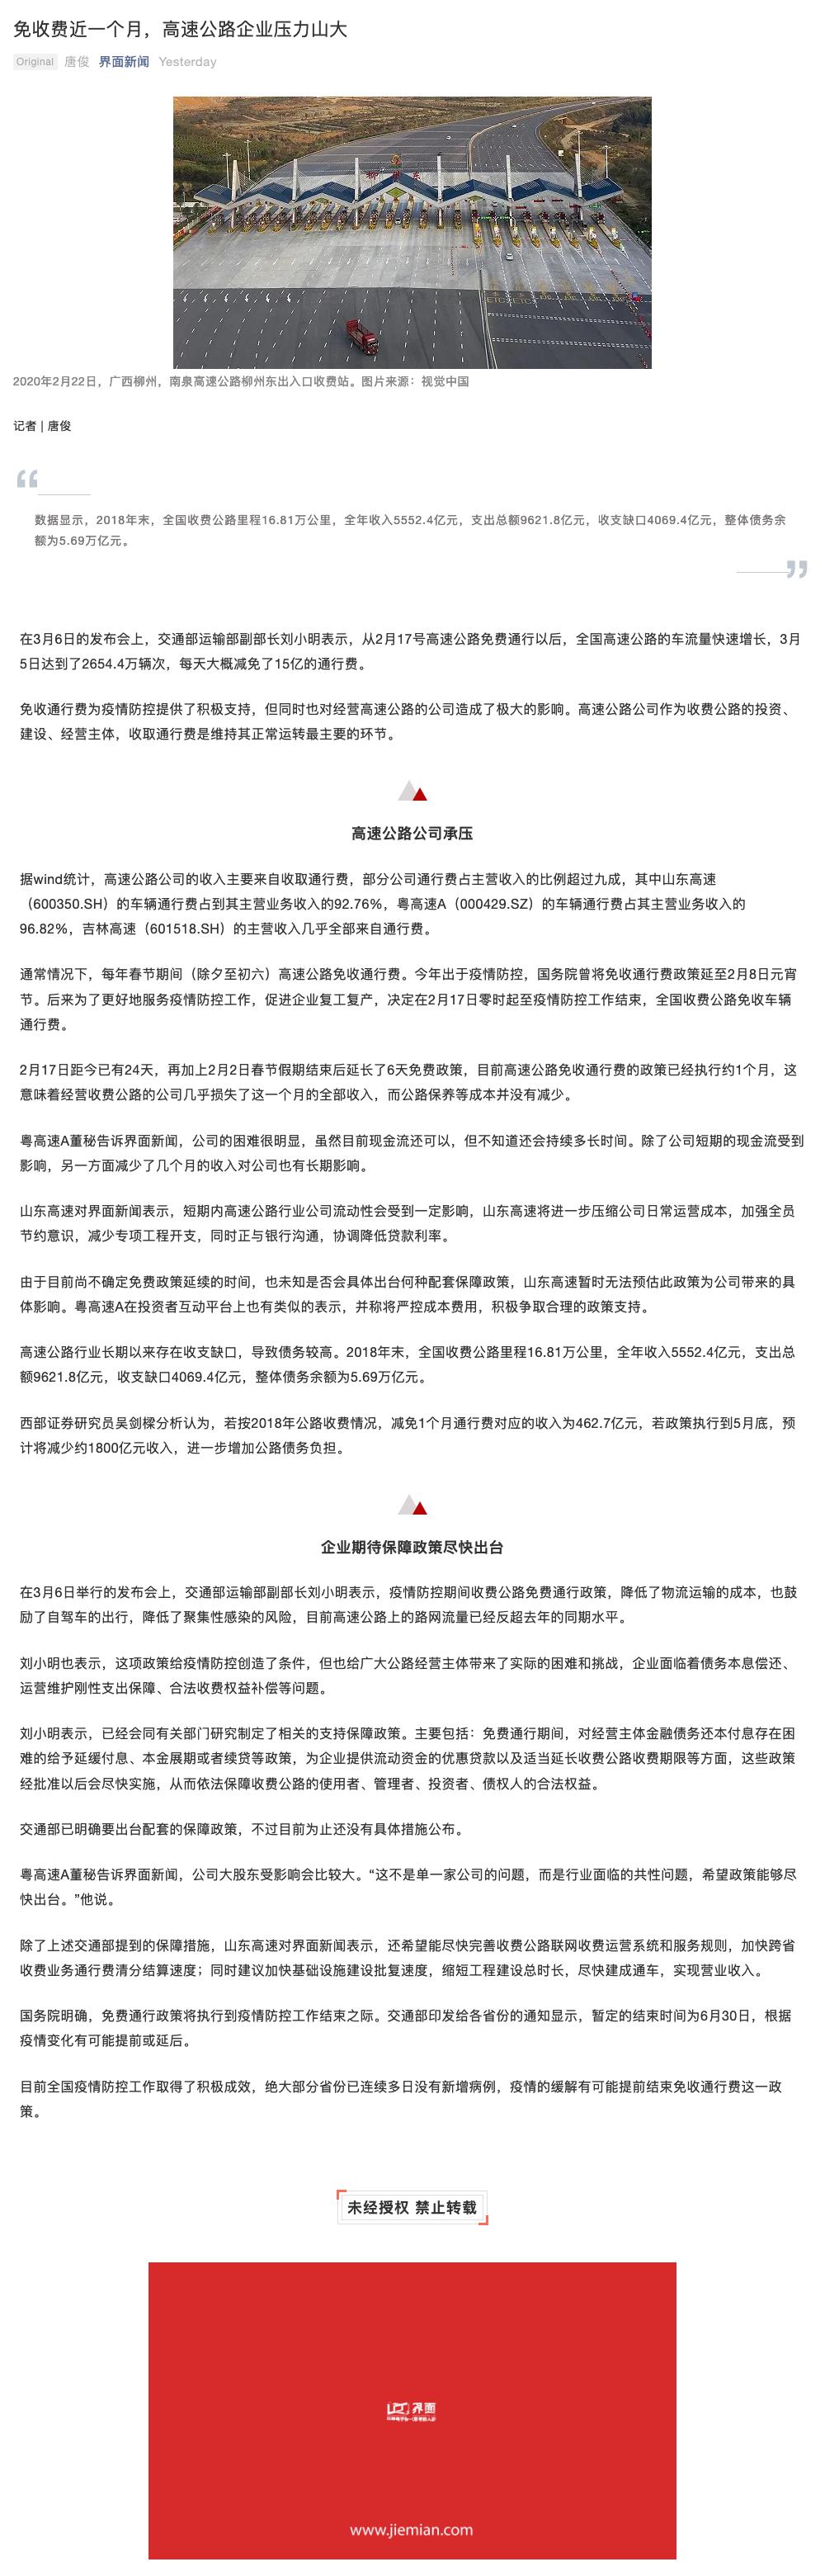 免收费近一个月，高速公路企业压力山大
Original 唐俊 界面新闻 Yesterday
2020年2月22日，广西柳州，南泉高速公路柳州东出入口收费站。图片来源：视觉中国
记者 | 唐俊
“
数据显示，2018年末，全国收费公路里程16.81万公里，全年收入5552.4亿元，支出总额9621.8亿元，收支缺口4069.4亿元，整体债务余
额为5.69万亿元。
”
在3月6日的发布会上，交通部运输部副部长刘小明表示，从2月17号高速公路免费通行以后，全国高速公路的车流量快速增长，3月
5日达到了2654.4万辆次，每天大概减免了15亿的通行费。
免收通行费为疫情防控提供了积极支持，但同时也对经营高速公路的公司造成了极大的影响。高速公路公司作为收费公路的投资、
建设、经营主体，收取通行费是维持其正常运转最主要的环节。
高速公路公司承压
据wind统计，高速公路公司的收入主要来自收取通行费，部分公司通行费占主营收入的比例超过九成，其中山东高速
（600350.SH）的车辆通行费占到其主营业务收入的92.76%，粤高速A（000429.SZ）的车辆通行费占其主营业务收入的
96.82%，吉林高速（601518.SH）的主营收入几乎全部来自通行费。
通常情况下，每年春节期间（除夕至初六）高速公路免收通行费。今年出于疫情防控，国务院曾将免收通行费政策延至2月8日元宵
节。后来为了更好地服务疫情防控工作，促进企业复工复产，决定在2月17日零时起至疫情防控工作结束，全国收费公路免收车辆
通行费。
2月17日距今已有24天，再加上2月2日春节假期结束后延长了6天免费政策，目前高速公路免收通行费的政策已经执行约1个月，这
意味着经营收费公路的公司几乎损失了这一个月的全部收入，而公路保养等成本并没有减少。
粤高速A董秘告诉界面新闻，公司的困难很明显，虽然目前现金流还可以，但不知道还会持续多长时间。除了公司短期的现金流受到
影响，另一方面减少了几个月的收入对公司也有长期影响。
山东高速对界面新闻表示，短期内高速公路行业公司流动性会受到一定影响，山东高速将进一步压缩公司日常运营成本，加强全员
节约意识，减少专项工程开支，同时正与银行沟通，协调降低贷款利率。
由于目前尚不确定免费政策延续的时间，也未知是否会具体出台何种配套保障政策，山东高速暂时无法预估此政策为公司带来的具
体影响。粤高速A在投资者互动平台上也有类似的表示，并称将严控成本费用，积极争取合理的政策支持。
高速公路行业长期以来存在收支缺口，导致债务较高。2018年末，全国收费公路里程16.81万公里，全年收入5552.4亿元，支出总
额9621.8亿元，收支缺口4069.4亿元，整体债务余额为5.69万亿元。
西部证券研究员吴剑樑分析认为，若按2018年公路收费情况，减免1个月通行费对应的收入为462.7亿元，若政策执行到5月底，预
计将减少约1800亿元收入，进一步增加公路债务负担。
企业期待保障政策尽快出台
在3月6日举行的发布会上，交通部运输部副部长刘小明表示，疫情防控期间收费公路免费通行政策，降低了物流运输的成本，也鼓
励了自驾车的出行，降低了聚集性感染的风险，目前高速公路上的路网流量已经反超去年的同期水平。
刘小明也表示，这项政策给疫情防控创造了条件，但也给广大公路经营主体带来了实际的困难和挑战，企业面临着债务本息偿还、
运营维护刚性支出保障、合法收费权益补偿等问题。
刘小明表示，已经会同有关部门研究制定了相关的支持保障政策。主要包括：免费通行期间，对经营主体金融债务还本付息存在困
难的给予延缓付息、本金展期或者续贷等政策，为企业提供流动资金的优惠贷款以及适当延长收费公路收费期限等方面，这些政策
经批准以后会尽快实施，从而依法保障收费公路的使用者、管理者、投资者、债权人的合法权益。
交通部已明确要出台配套的保障政策，不过目前为止还没有具体措施公布。
粤高速A董秘告诉界面新闻，公司大股东受影响会比较大。“这不是单一家公司的问题，而是行业面临的共性问题，希望政策能够尽
快出台。”他说。
除了上述交通部提到的保障措施，山东高速对界面新闻表示，还希望能尽快完善收费公路联网收费运营系统和服务规则，加快跨省
收费业务通行费清分结算速度；同时建议加快基础设施建设批复速度，缩短工程建设总时长，尽快建成通车，实现营业收入。
国务院明确，免费通行政策将执行到疫情防控工作结束之际。交通部印发给各省份的通知显示，暂定的结束时间为6月30日，根据
疫情变化有可能提前或延后。
目前全国疫情防控工作取得了积极成效，绝大部分省份已连续多日没有新增病例，疫情的缓解有可能提前结束免收通行费这一政
策。
未经授权 禁止转载
界面
www.jiemian.com